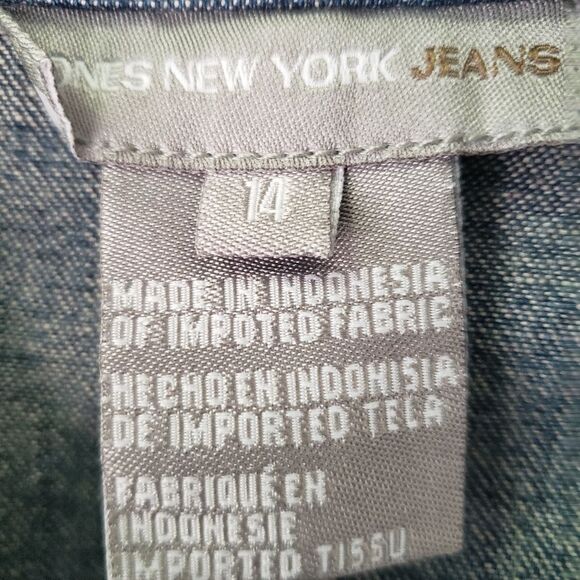 ONES NEW YORK JEANS
14
MADE IN INDONESIA
OF IMPOTED FABRIC
HECHO EN INDONISIA
DE IMPORTED TELA
FABRIQUÉ EN
INDONESIE
IMPORTED TISSU